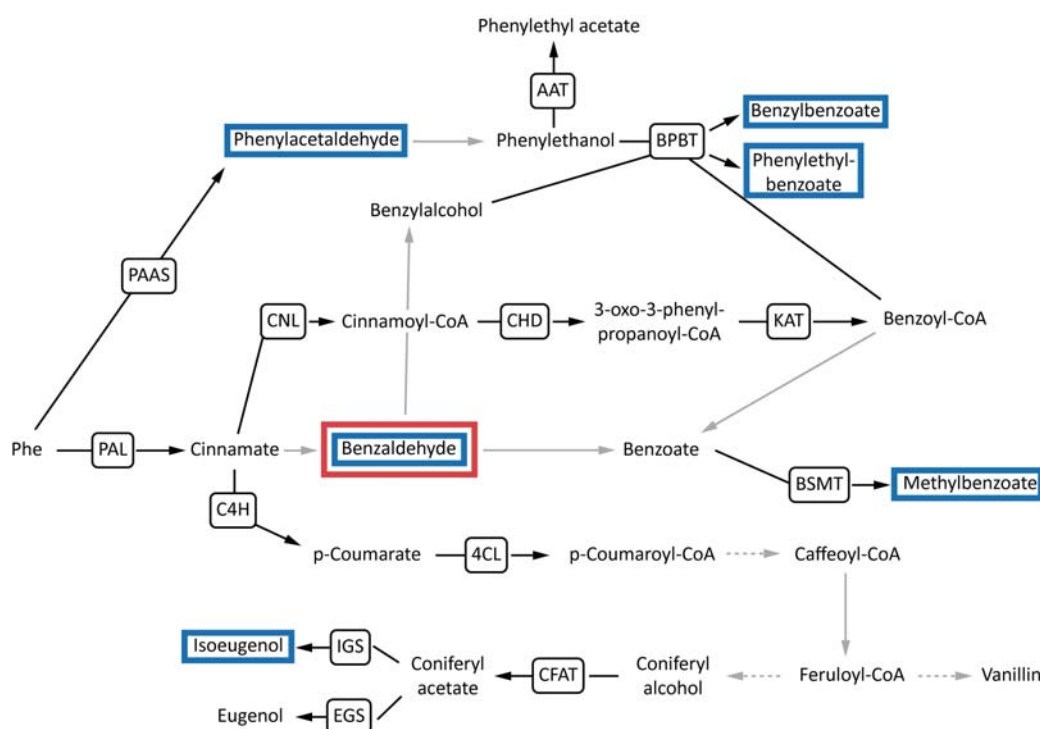 Phenylethyl acetate
AAT
Phenylacetaldehyde
Phenylethanol
BPBT
Benzylbenzoate
Phenylethyl-
benzoate
Benzylalcohol
PAAS
CNL
Cinnamoyl-CoA
CHD
3-oxo-3-phenyl-
propanoyl-CoA
KAT
Benzoyl-CoA
Phe
PAL
Cinnamate
Benzaldehyde
Benzoate
BSMT
Methylbenzoate
C4H
p-Coumarate
4CL
p-Coumaroyl-CoA
Caffeoyl-CoA
Isoeugenol
IGS
Coniferyl
acetate
CFAT
Coniferyl
alcohol
Feruloyl-CoA
Vanillin
Eugenol
EGS